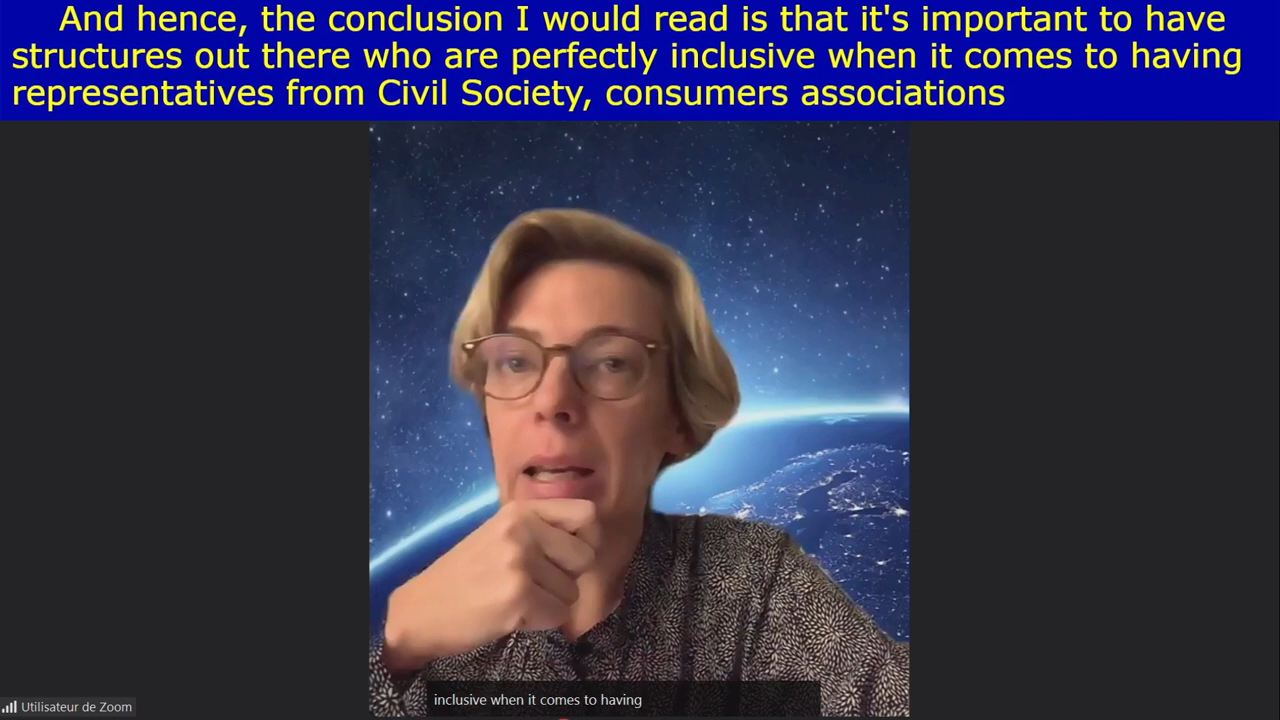 And hence, the conclusion I would read is that it's important to have
structures out there who are perfectly inclusive when it comes to having
representatives from Civil Society, consumers associations
inclusive when it comes to having
Utilisateur de Zoom